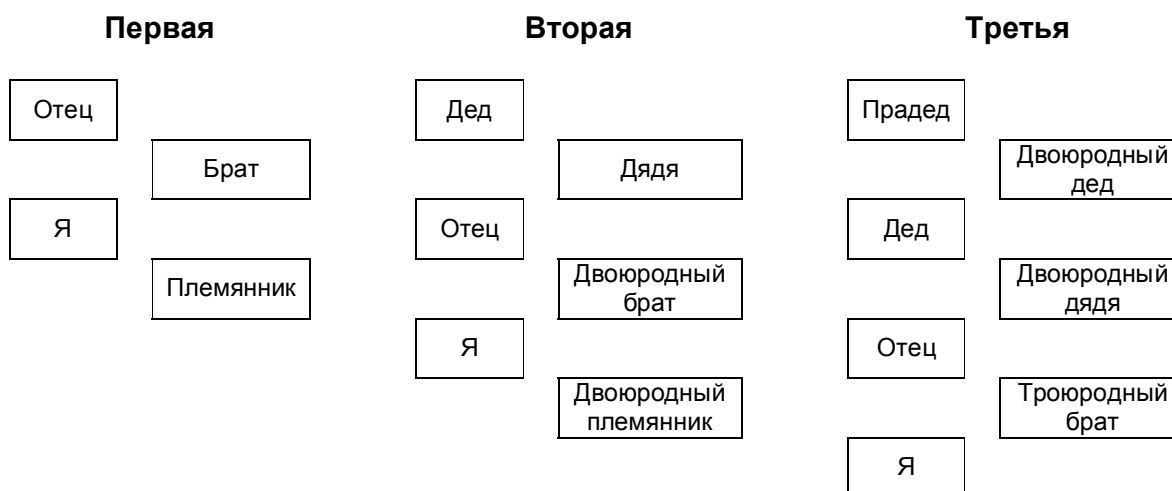 Первая
Вторая
Третья
Отец
Дед
Прадед
Брат
Дядя
Двоюродный
дед
Я
Отец
Дед
Племянник
Двоюродный
брат
Двоюродный
дядя
Я
Отец
Двоюродный
племянник
Троюродный
брат
Я